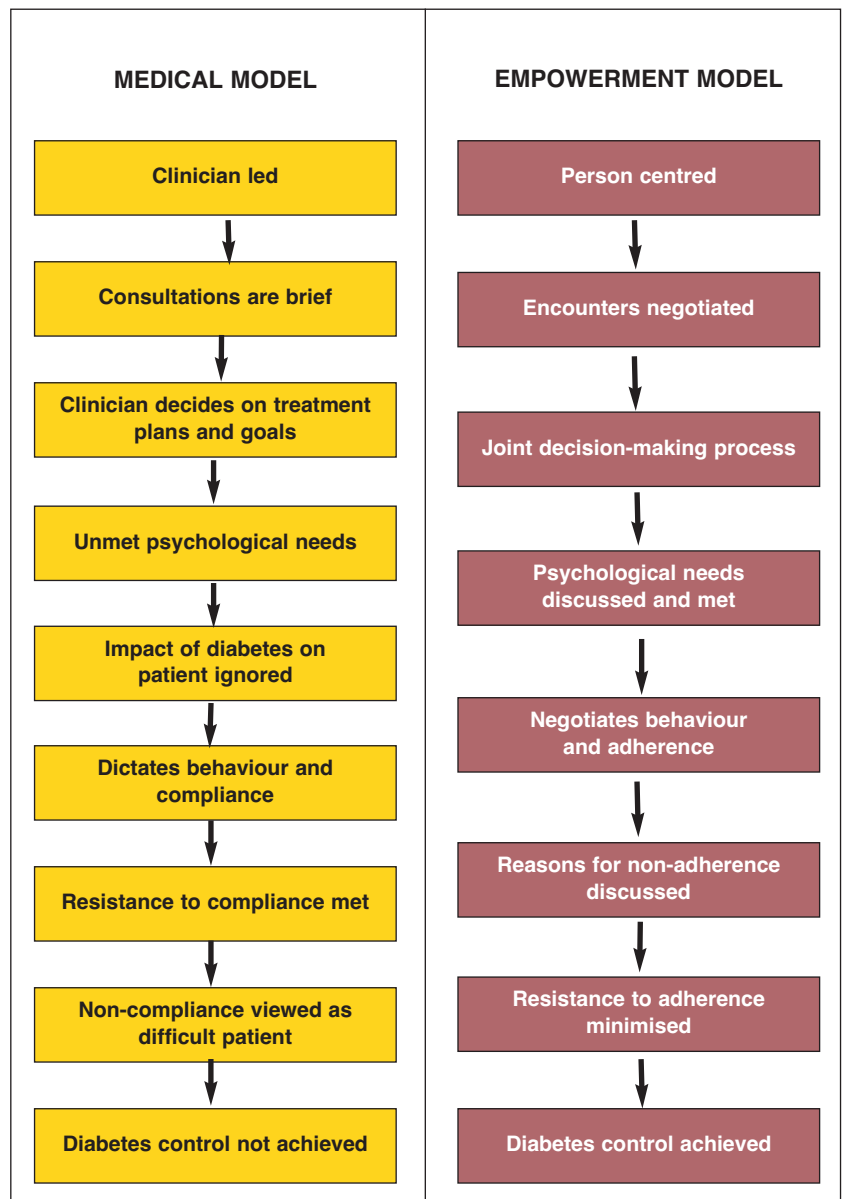 MEDICAL MODEL
Clinician led
Consultations are brief
Clinician decides on treatment
plans and goals
Unmet psychological needs
Impact of diabetes on
patient ignored
Dictates behaviour and
compliance
Resistance to compliance met
Non-compliance viewed as
difficult patient
Diabetes control not achieved
EMPOWERMENT MODEL
Person centred
Encounters negotiated
Joint decision-making process
Psychological needs
discussed and met
Negotiates behaviour
and adherence
Reasons for non-adherence
discussed
Resistance to adherence
minimised
Diabetes control achieved